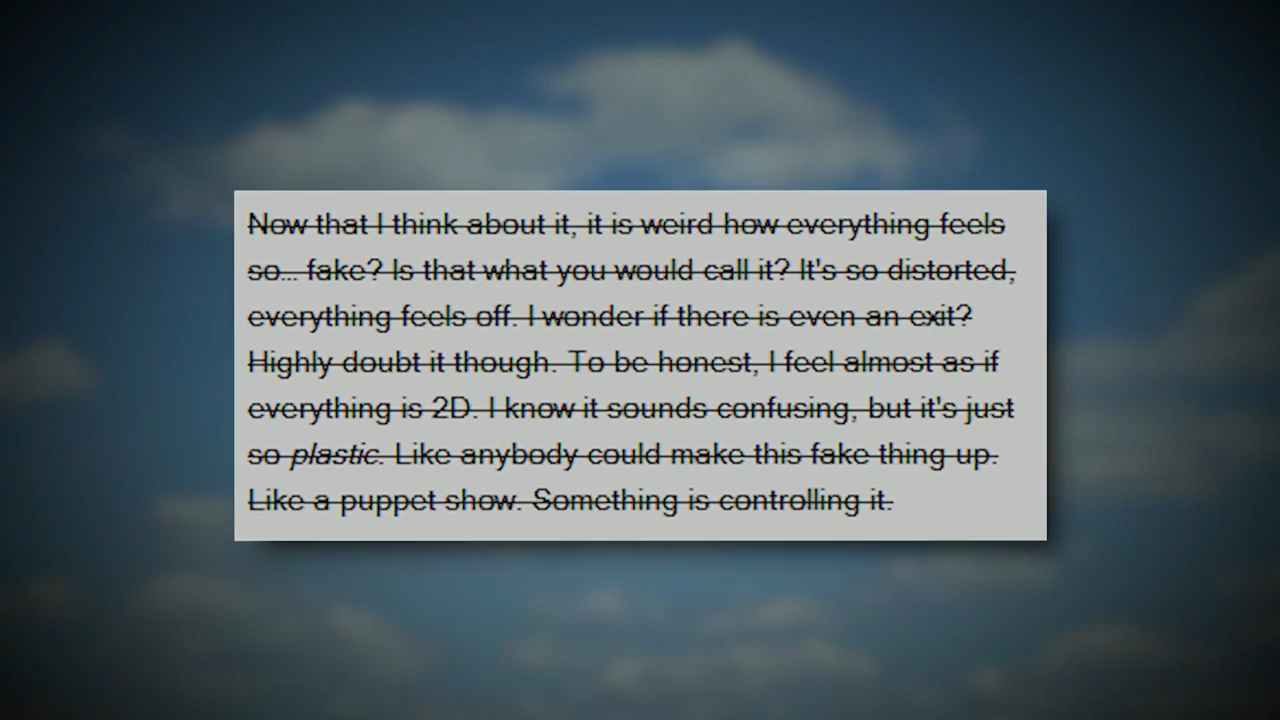 Now that I think about it, it is weird how everything feels
so... fake? Is that what you would call it? It's so distorted,
everything feels off. I wonder if there is even an exit?
Highly doubt it though. To be honest, I feel almost as if
everything is 2D. I know it sounds confusing, but it's just
so plastic. Like anybody could make this fake thing up.
Like a puppet show. Something is controlling it.